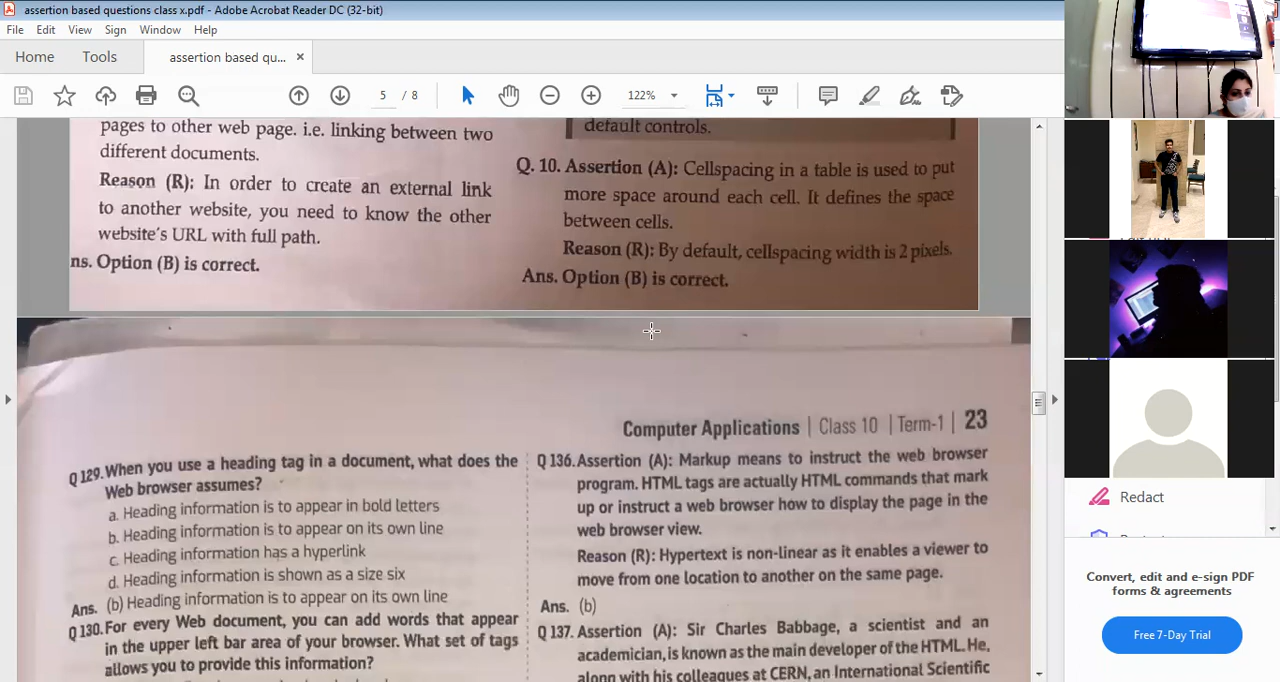 assertion based questions class x.pdf - Adobe Acrobat Reader DC (32-bit)
File Edit View Sign Window Help
Home Tools assertion based qu... ×
5 / 8 122%
pages to other web page. i.e. linking between two
different documents.
Reason (R): In order to create an external link
to another website, you need to know the other
website's URL with full path.
ns. Option (B) is correct.
default controls.
Q. 10. Assertion (A): Cellspacing in a table is used to put
more space around each cell. It defines the space
between cells.
Reason (R): By default, cellspacing width is 2 pixels.
Ans. Option (B) is correct.
Computer Applications | Class 10 | Term-1 | 23
Q 129. When you use a heading tag in a document, what does the
Web browser assumes?
a. Heading information is to appear in bold letters
b. Heading information is to appear on its own line
c. Heading information has a hyperlink
d. Heading information is shown as a size six
Ans. (b) Heading information is to appear on its own line
Q 130. For every Web document, you can add words that appear
in the upper left bar area of your browser. What set of tags
allows you to provide this information?
Q 136. Assertion (A): Markup means to instruct the web browser
program. HTML tags are actually HTML commands that mark
up or instruct a web browser how to display the page in the
web browser view.
Reason (R): Hypertext is non-linear as it enables a viewer to
move from one location to another on the same page.
Ans. (b)
Q 137. Assertion (A): Sir Charles Babbage, a scientist and an
academician, is known as the main developer of the HTML. He,
along with his colleagues at CERN, an International Scientific
Redact
Convert, edit and e-sign PDF
forms & agreements
Free 7-Day Trial